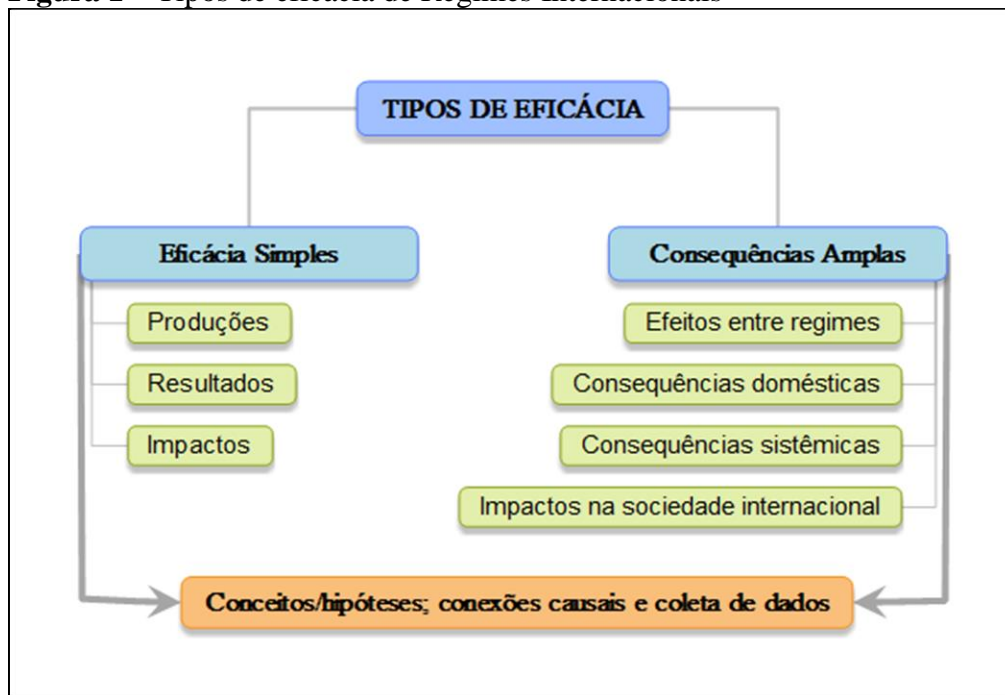 Figura 1 – Tipos de eficácia de Regimes Internacionais
TIPOS DE EFICÁCIA
Eficácia Simples
Produções
Resultados
Impactos
Consequências Amplas
Efeitos entre regimes
Consequências domésticas
Consequências sistêmicas
Impactos na sociedade internacional
Conceitos/hipóteses; conexões causais e coleta de dados